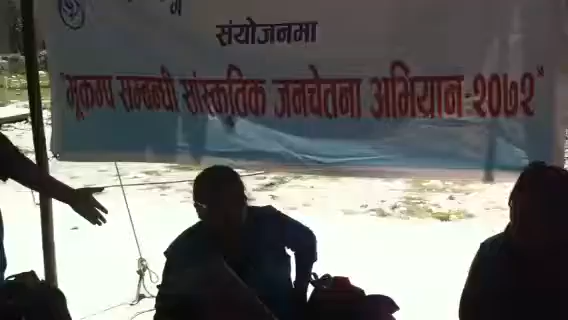 संयोजनमा
"भूकम्प सम्बन्धी सांस्कृतिक जनचेतना अभियान-२०७२"